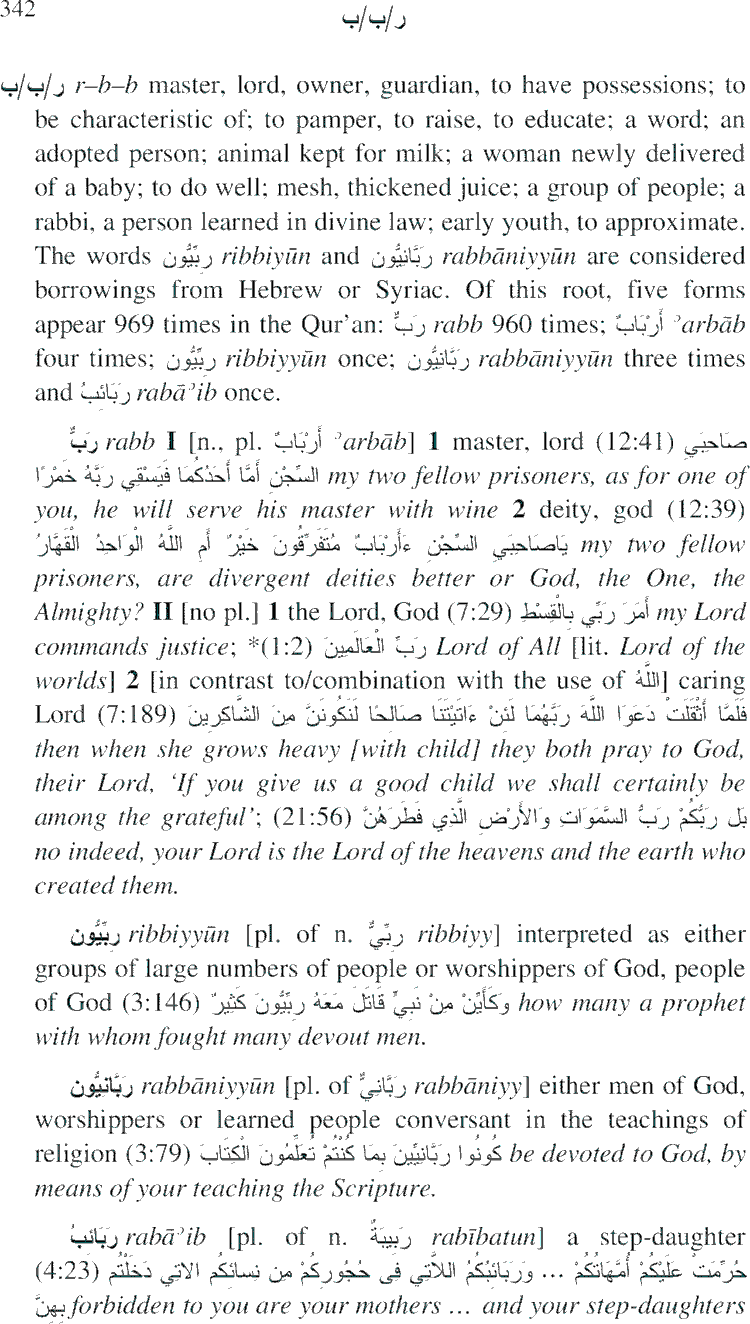 342
ر/ب/ب
ر/ب/ب r–b–b master, lord, owner, guardian, to have possessions; to
be characteristic of; to pamper, to raise, to educate; a word; an
adopted person; animal kept for milk; a woman newly delivered
of a baby; to do well; mesh, thickened juice; a group of people; a
rabbi, a person learned in divine law; early youth, to approximate.
The words رِبِّيُّون ribbiyūn and رَبَّانِيُّون rabbāniyyūn are considered
borrowings from Hebrew or Syriac. Of this root, five forms
appear 969 times in the Qur'an: رَبٌّ rabb 960 times; أَرْبَابٌ ʾarbāb
four times; رِبِّيُّون ribbiyyūn once; رَبَّانِيُّون rabbāniyyūn three times
and رَبَائِبُ rabāʾib once.
رَبٌّ rabb I [n., pl. أَرْبَابٌ ʾarbāb] 1 master, lord (12:41) صَاحِبَيِ
السِّجْنِ أَمَّا أَحَدُكُمَا فَيَسْقِي رَبَّهُ خَمْرًا my two fellow prisoners, as for one of
you, he will serve his master with wine 2 deity, god (12:39)
يَاصَاحِبَيِ السِّجْنِ ءَأَرْبَابٌ مُتَفَرِّقُونَ خَيْرٌ أَمِ اللَّهُ الْوَاحِدُ الْقَهَّارُ my two fellow
prisoners, are divergent deities better or God, the One, the
Almighty? II [no pl.] 1 the Lord, God (7:29) أَمَرَ رَبِّي بِالْقِسْطِ my Lord
commands justice; *(1:2) رَبِّ الْعَالَمِينَ Lord of All [lit. Lord of the
worlds] 2 [in contrast to/combination with the use of اللَّهُ] caring
Lord (7:189) فَلَمَّا أَثْقَلَتْ دَعَوَا اللَّهَ رَبَّهُمَا لَئِنْ ءَاتَيْتَنَا صَالِحًا لَنَكُونَنَّ مِنَ الشَّاكِرِينَ
then when she grows heavy [with child] they both pray to God,
their Lord, ‘If you give us a good child we shall certainly be
among the grateful’; (21:56) بَل رَبُّكُمْ رَبُّ السَّمَوَاتِ وَالأَرْضِ الَّذِي فَطَرَهُنَّ
no indeed, your Lord is the Lord of the heavens and the earth who
created them.
رِبِّيُّون ribbiyyūn [pl. of n. رِبِّيٌّ ribbiyy] interpreted as either
groups of large numbers of people or worshippers of God, people
of God (3:146) وَكَأَيِّنْ مِنْ نَبِيٍّ قَاتَلَ مَعَهُ رِبِّيُّونَ كَثِيرٌ how many a prophet
with whom fought many devout men.
رَبَّانِيُّون rabbāniyyūn [pl. of رَبَّانِيٌّ rabbāniyy] either men of God,
worshippers or learned people conversant in the teachings of
religion (3:79) كُونُوا رَبَّانِيِّينَ بِمَا كُنْتُمْ تُعَلِّمُونَ الْكِتَابَ be devoted to God, by
means of your teaching the Scripture.
رَبَائِبُ rabāʾib [pl. of n. رَبِيبَةٌ rabībatun] a step-daughter
(4:23) حُرِّمَتْ عَلَيْكُمْ أُمَّهَاتُكُمْ ... وَرَبَائِبُكُمُ اللاَّتِي فِى حُجُورِكُمْ مِن نِسائِكُم الاتِي دَخَلْتُم
بِهِنَّ forbidden to you are your mothers ... and your step-daughters